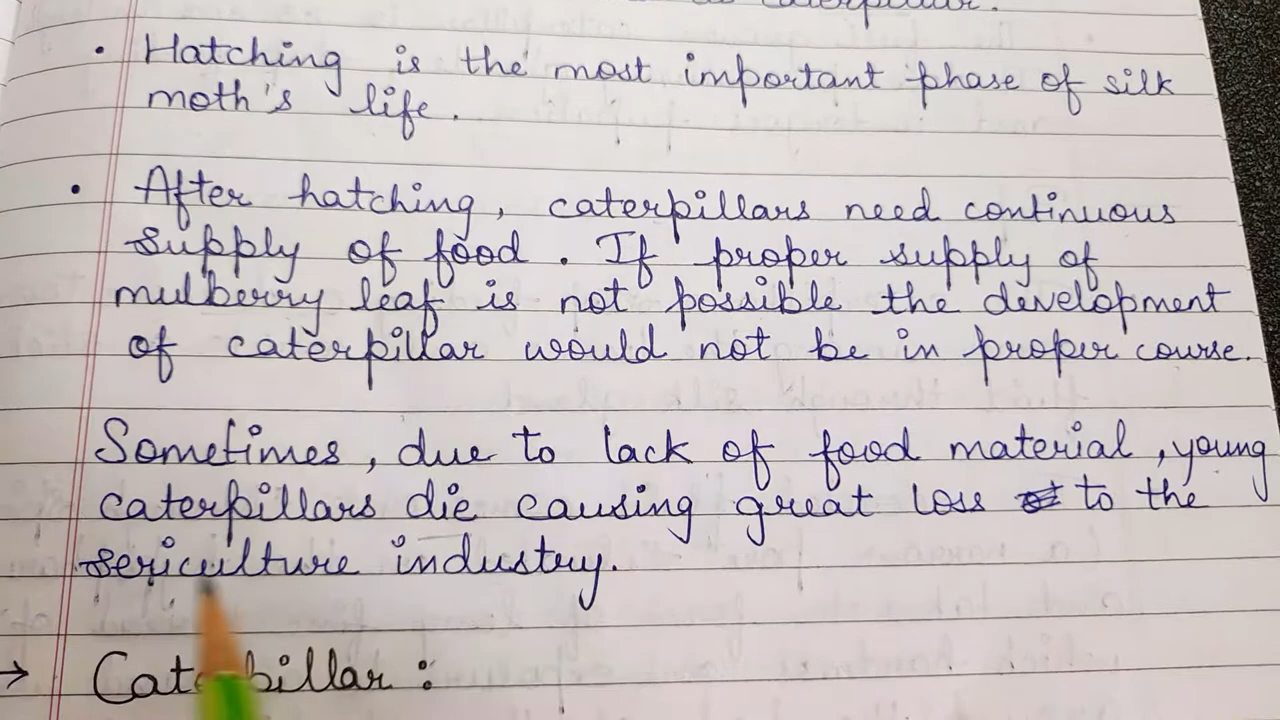 caterpillar.
• Hatching is the most important phase of silk
moth's life.
• After hatching, caterpillars need continuous
supply of food. If proper supply of
mulberry leaf is not possible the development
of caterpillar would not be in proper course.
Sometimes, due to lack of food material, young
caterpillars die causing great loss to the
sericulture industry.
→ Caterpillar :